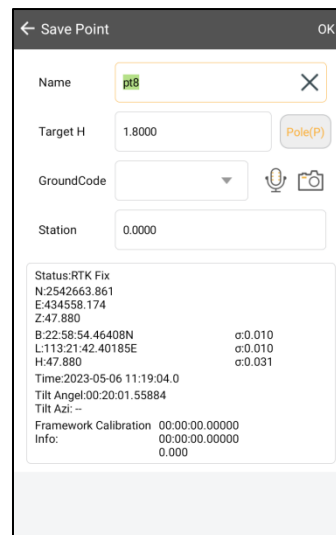 Save Point OK
Name pt8
Target H 1.8000 Pole(P)
GroundCode
Station 0.0000
Status:RTK Fix
N:2542663.861
E:434558.174
Z:47.880
B:22:58:54.46408N σ:0.010
L:113:21:42.40185E σ:0.010
H:47.880 σ:0.031
Time:2023-05-06 11:19:04.0
Tilt Angel:00:20:01.55884
Tilt Azi: --
Framework Calibration 00:00:00.00000
Info: 00:00:00.00000
0.000